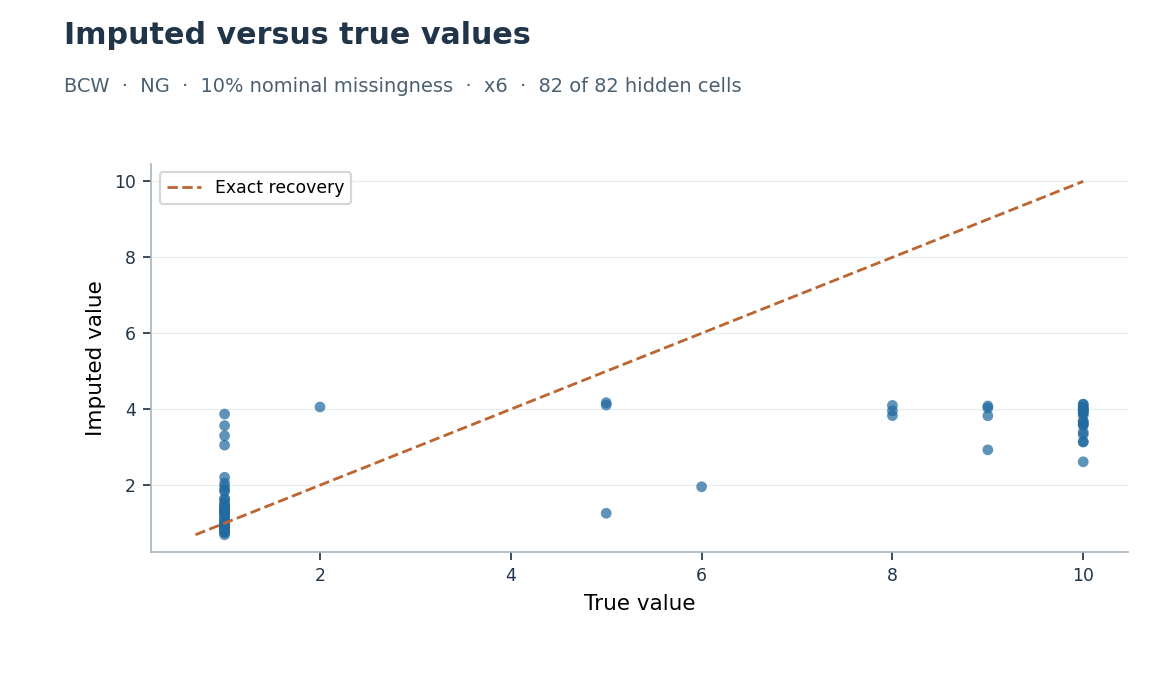 Imputed versus true values
BCW · NG · 10% nominal missingness · x6 · 82 of 82 hidden cells
Exact recovery
10
8
6
4
2
Imputed value
2
4
6
8
10
True value